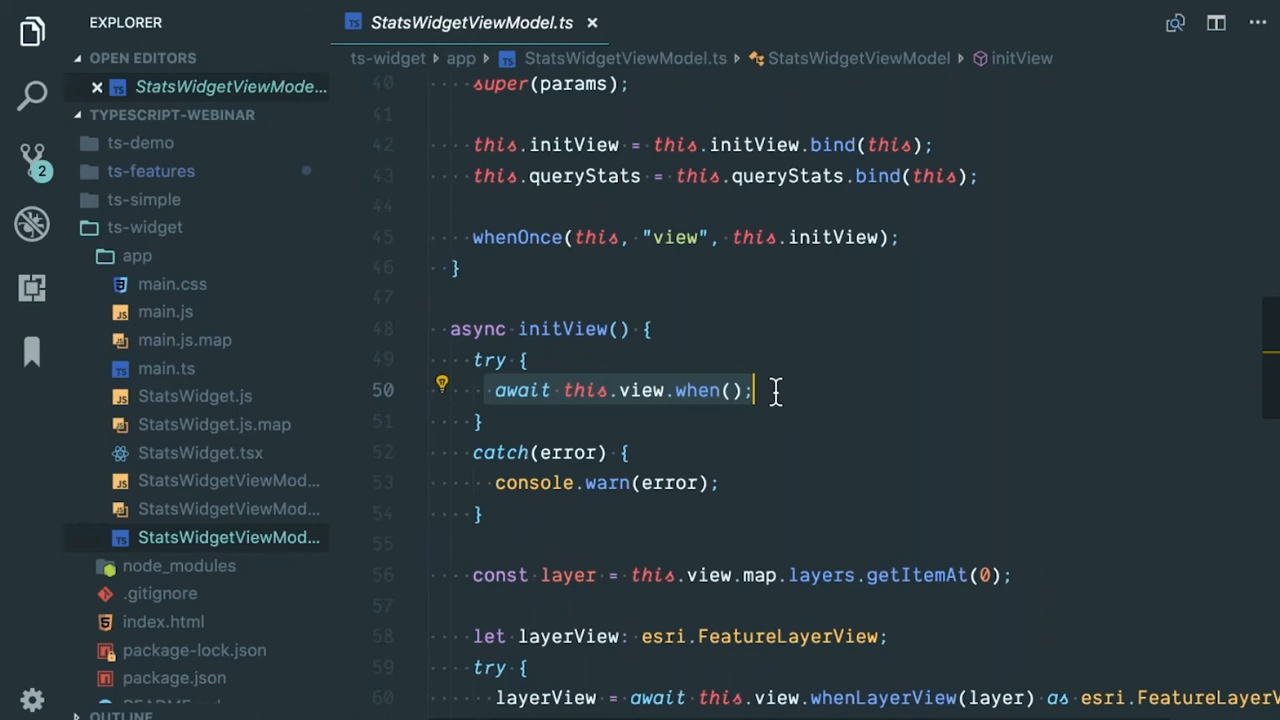 EXPLORER
OPEN EDITORS
StatsWidgetViewMode...
TYPESCRIPT-WEBINAR
ts-demo
ts-features
ts-simple
ts-widget
app
main.css
main.js
main.js.map
main.ts
StatsWidget.js
StatsWidget.js.map
StatsWidget.tsx
StatsWidgetViewMod...
StatsWidgetViewMod...
StatsWidgetViewMod...
node_modules
.gitignore
index.html
package-lock.json
package.json
OUTLINE
2
StatsWidgetViewModel.ts
ts-widget app StatsWidgetViewModel.ts StatsWidgetViewModel initView
40 super(params);
41
42 this.initView = this.initView.bind(this);
43 this.queryStats = this.queryStats.bind(this);
44
45 whenOnce(this, "view", this.initView);
46 }
47
48 async initView() {
49 try {
50 await this.view.when();
51 }
52 catch(error) {
53 console.warn(error);
54 }
55
56 const layer = this.view.map.layers.getItemAt(0);
57
58 let layerView: esri.FeatureLayerView;
59 try {
60 layerView = await this.view.whenLayerView(layer) as esri.FeatureLayerV